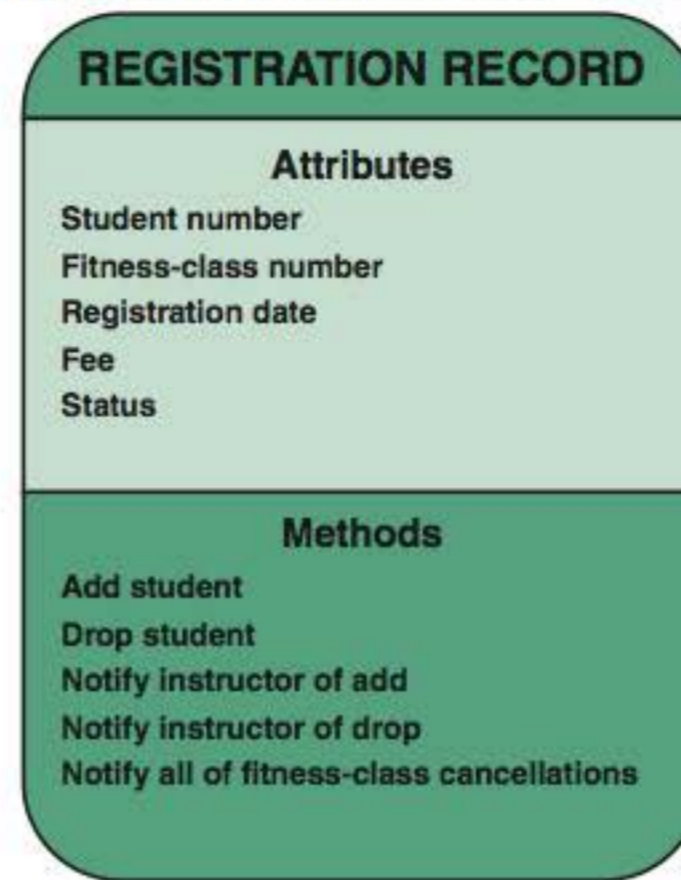 REGISTRATION RECORD
Attributes
Student number
Fitness-class number
Registration date
Fee
Status
Methods
Add student
Drop student
Notify instructor of add
Notify instructor of drop
Notify all of fitness-class cancellations